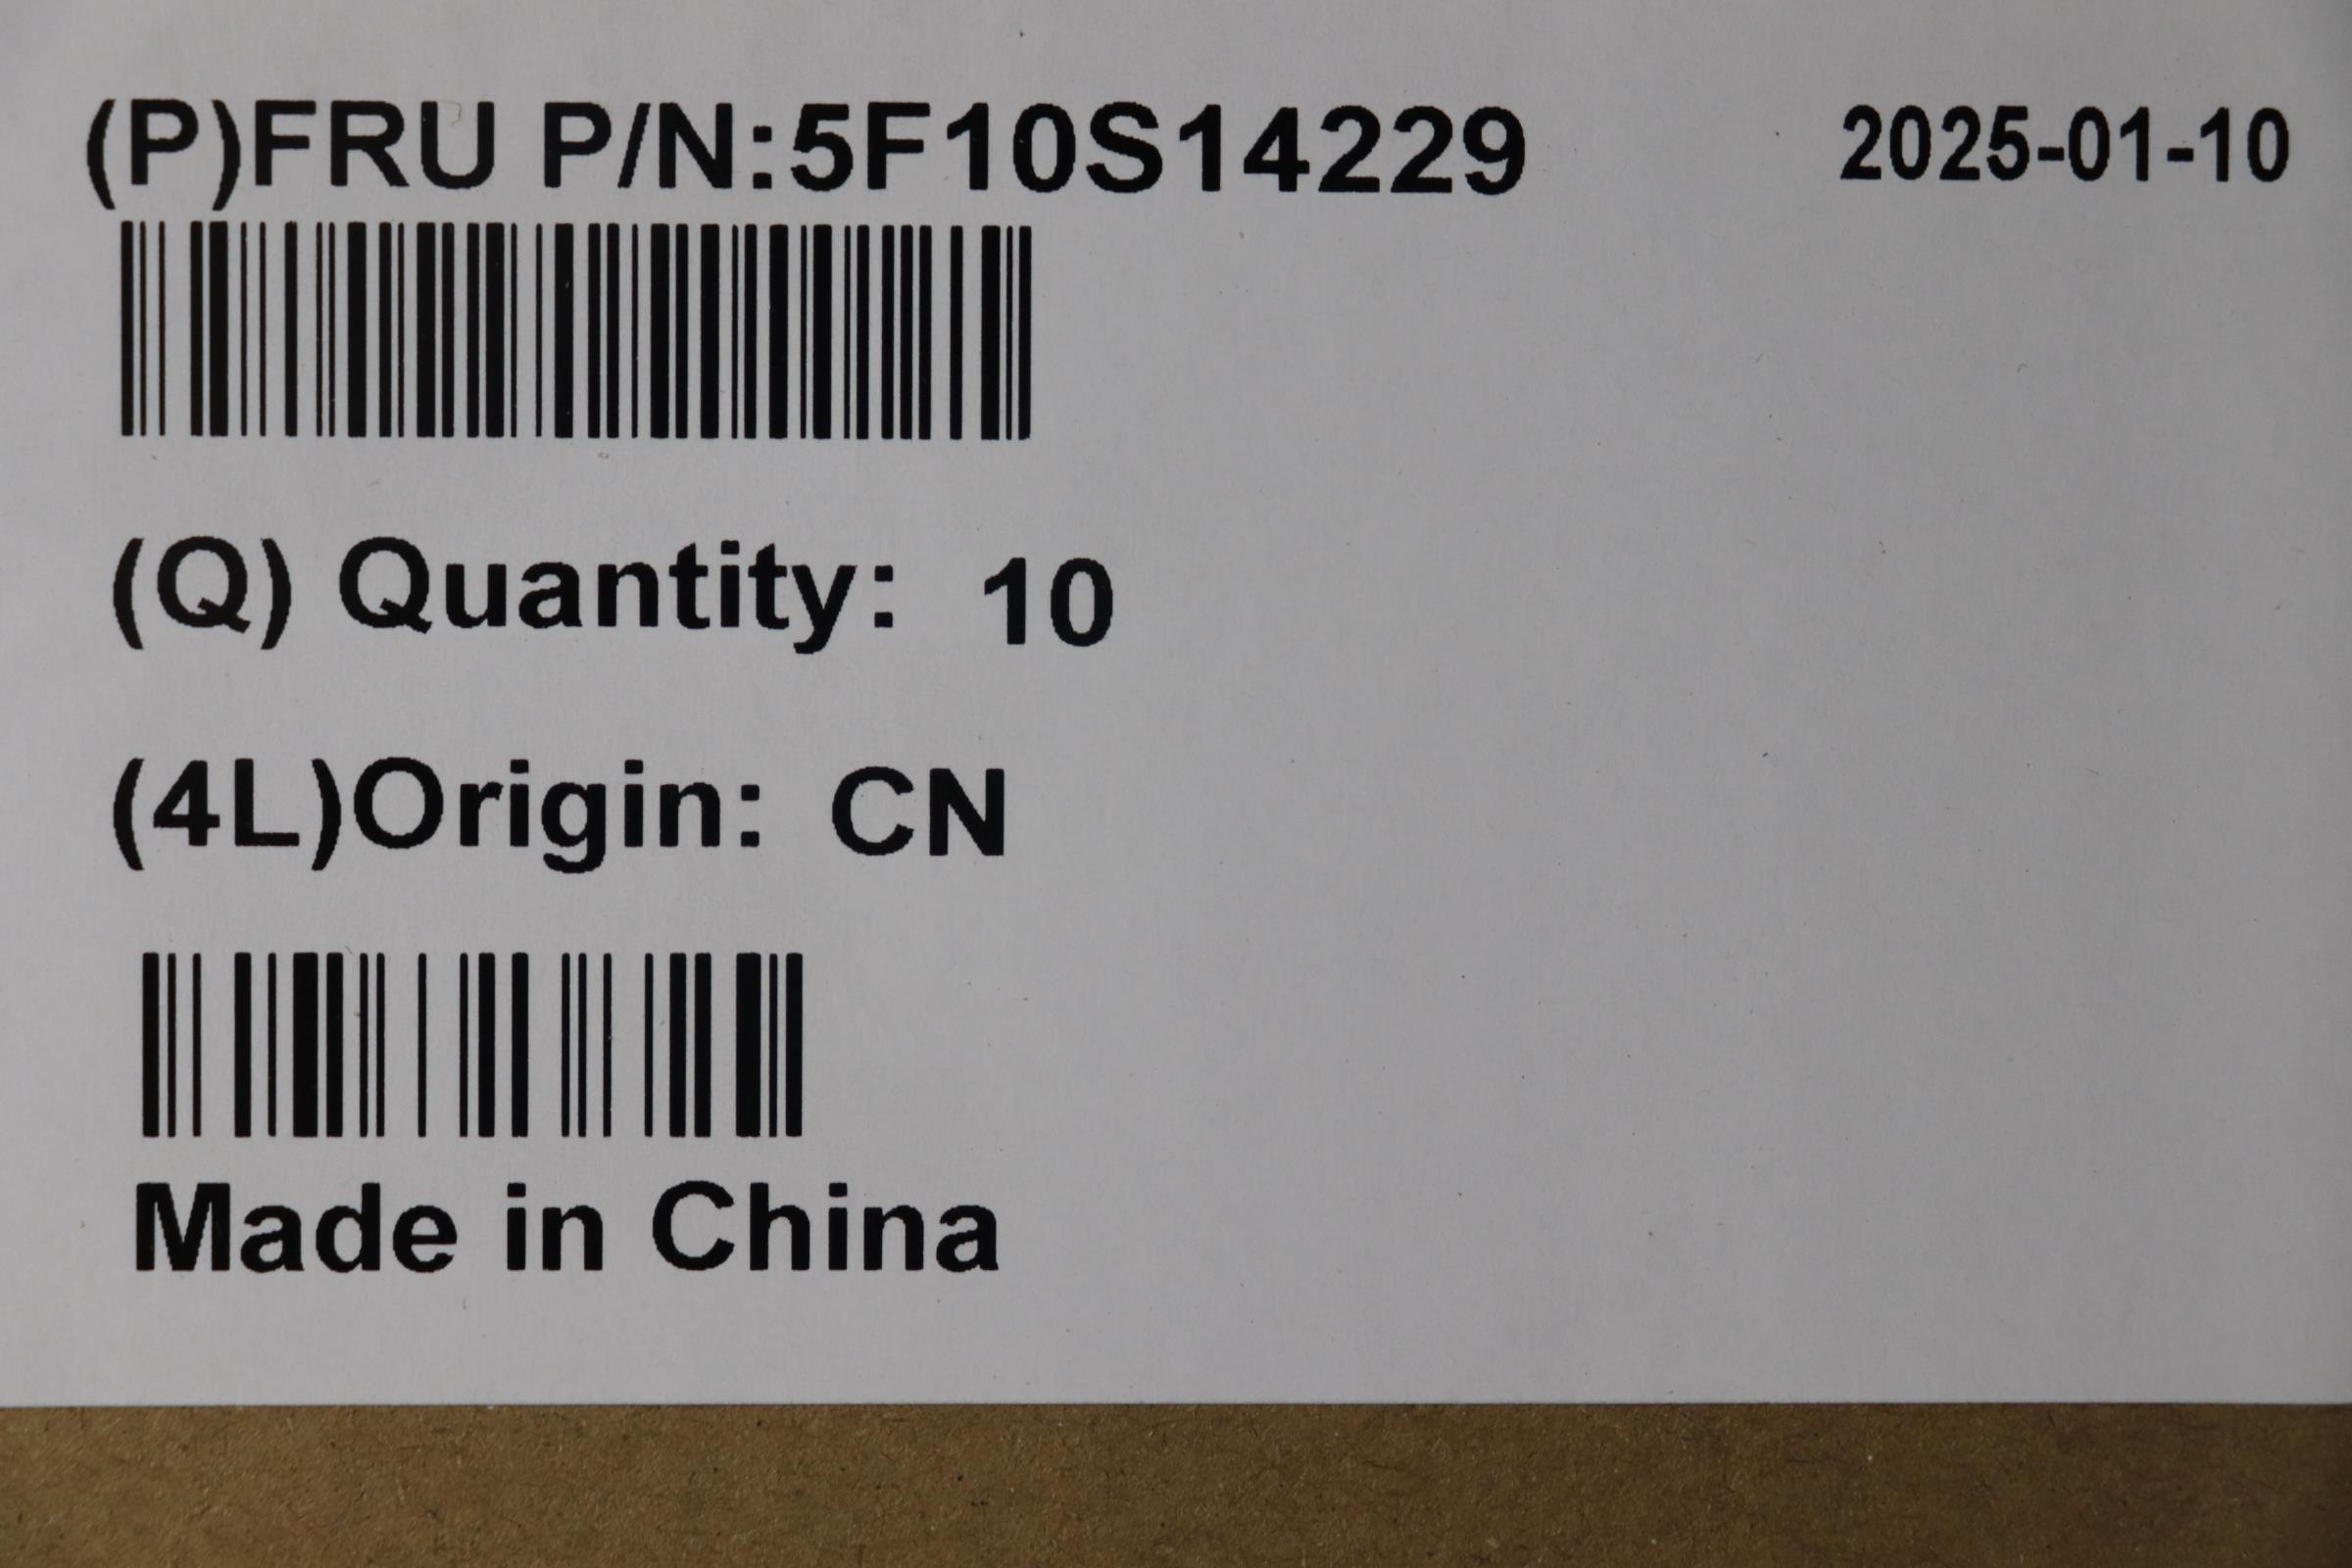 (P)FRU P/N:5F10S14229 2025-01-10
(Q) Quantity: 10
(4L)Origin: CN
Made in China